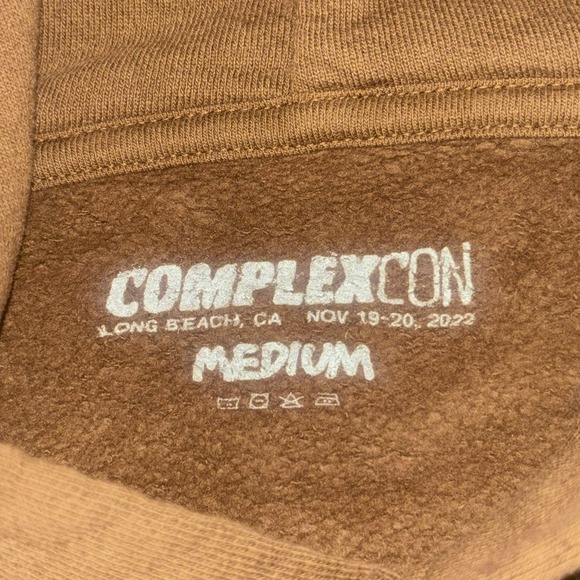 COMPLEXCON
LONG BEACH, CA NOV 19-20, 2022
MEDIUM